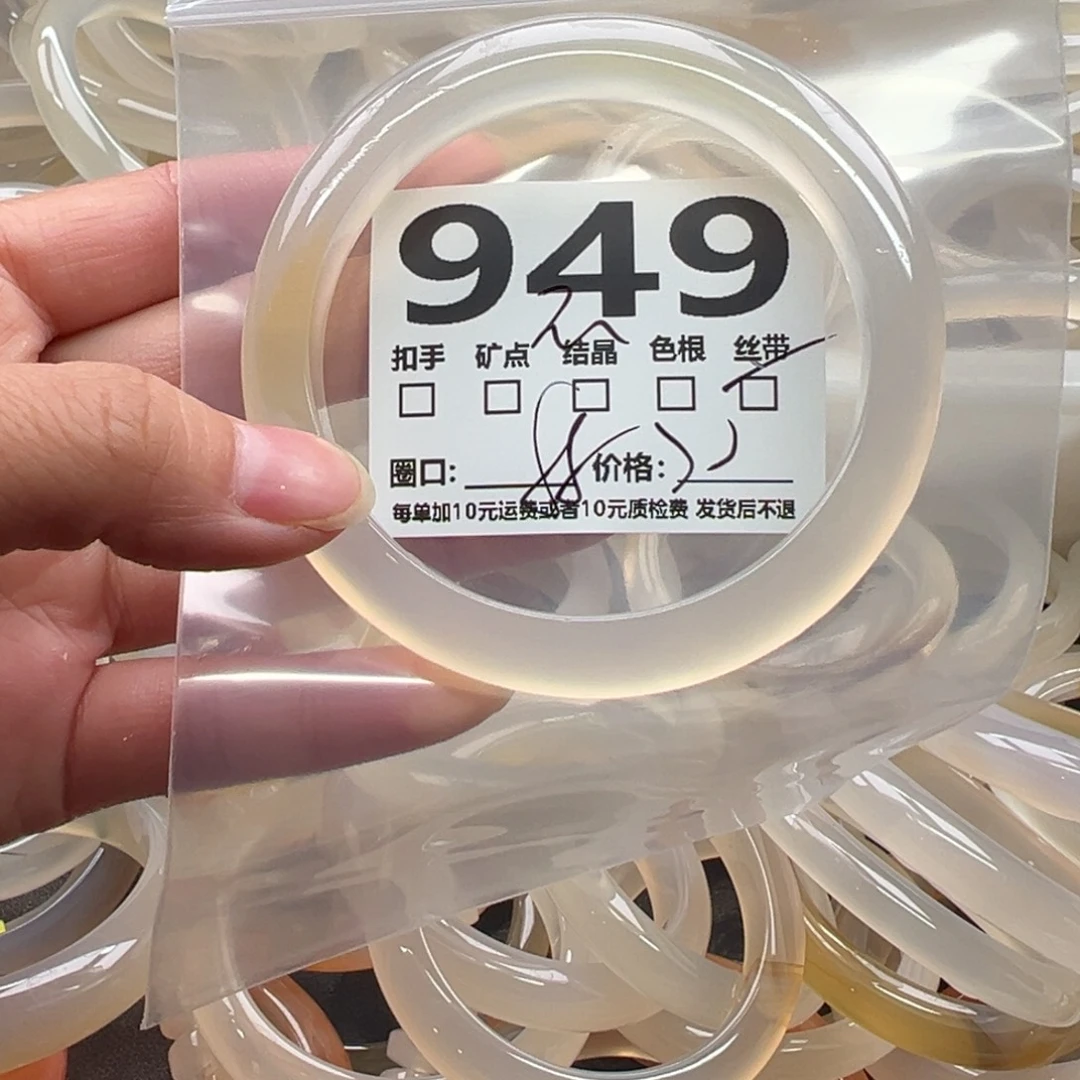 949
扣手 矿点 结晶 色根 丝带
圈口: 价格:
每单加10元运费或者10元质检费 发货后不退